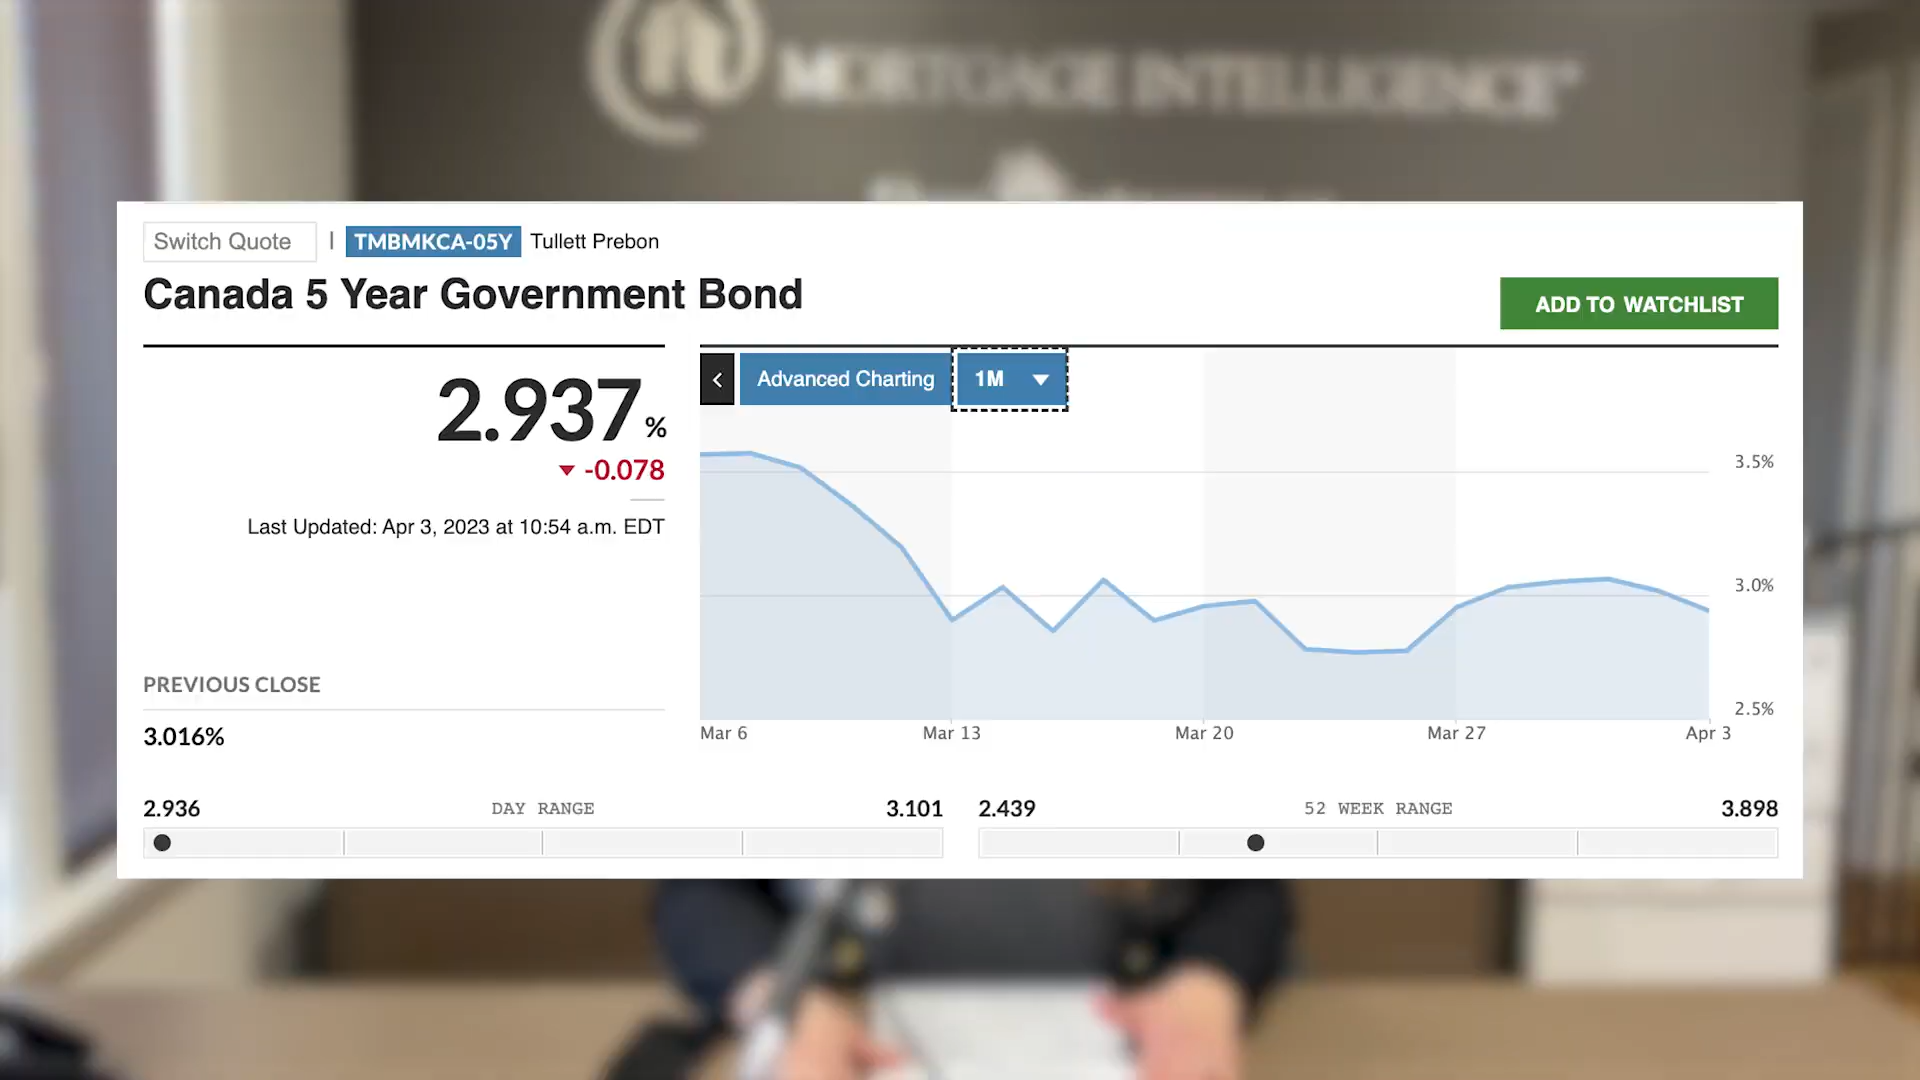 MORTGAGE INTELLIGENCE
Switch Quote | TMBMKCA-05Y Tullett Prebon
Canada 5 Year Government Bond
ADD TO WATCHLIST
2.937 %
▼ -0.078
Last Updated: Apr 3, 2023 at 10:54 a.m. EDT
PREVIOUS CLOSE
3.016%
< Advanced Charting 1M ▼
3.5%
3.0%
2.5%
Mar 6 Mar 13 Mar 20 Mar 27 Apr 3
2.936 DAY RANGE 3.101
2.439 52 WEEK RANGE 3.898